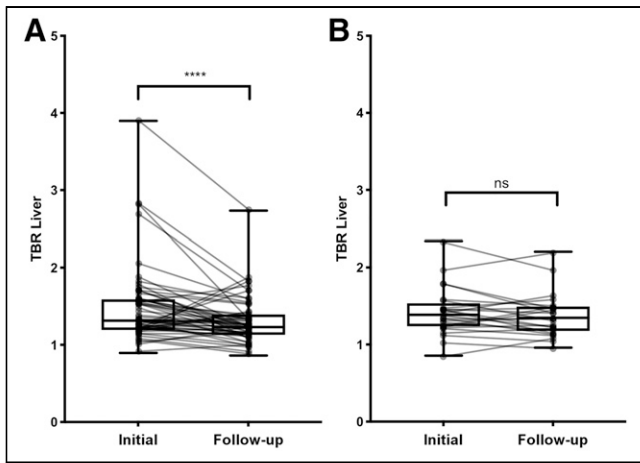 A
5
4
3
2
1
0
TBR Liver
****
Initial
Follow-up
B
5
4
3
2
1
0
TBR Liver
ns
Initial
Follow-up